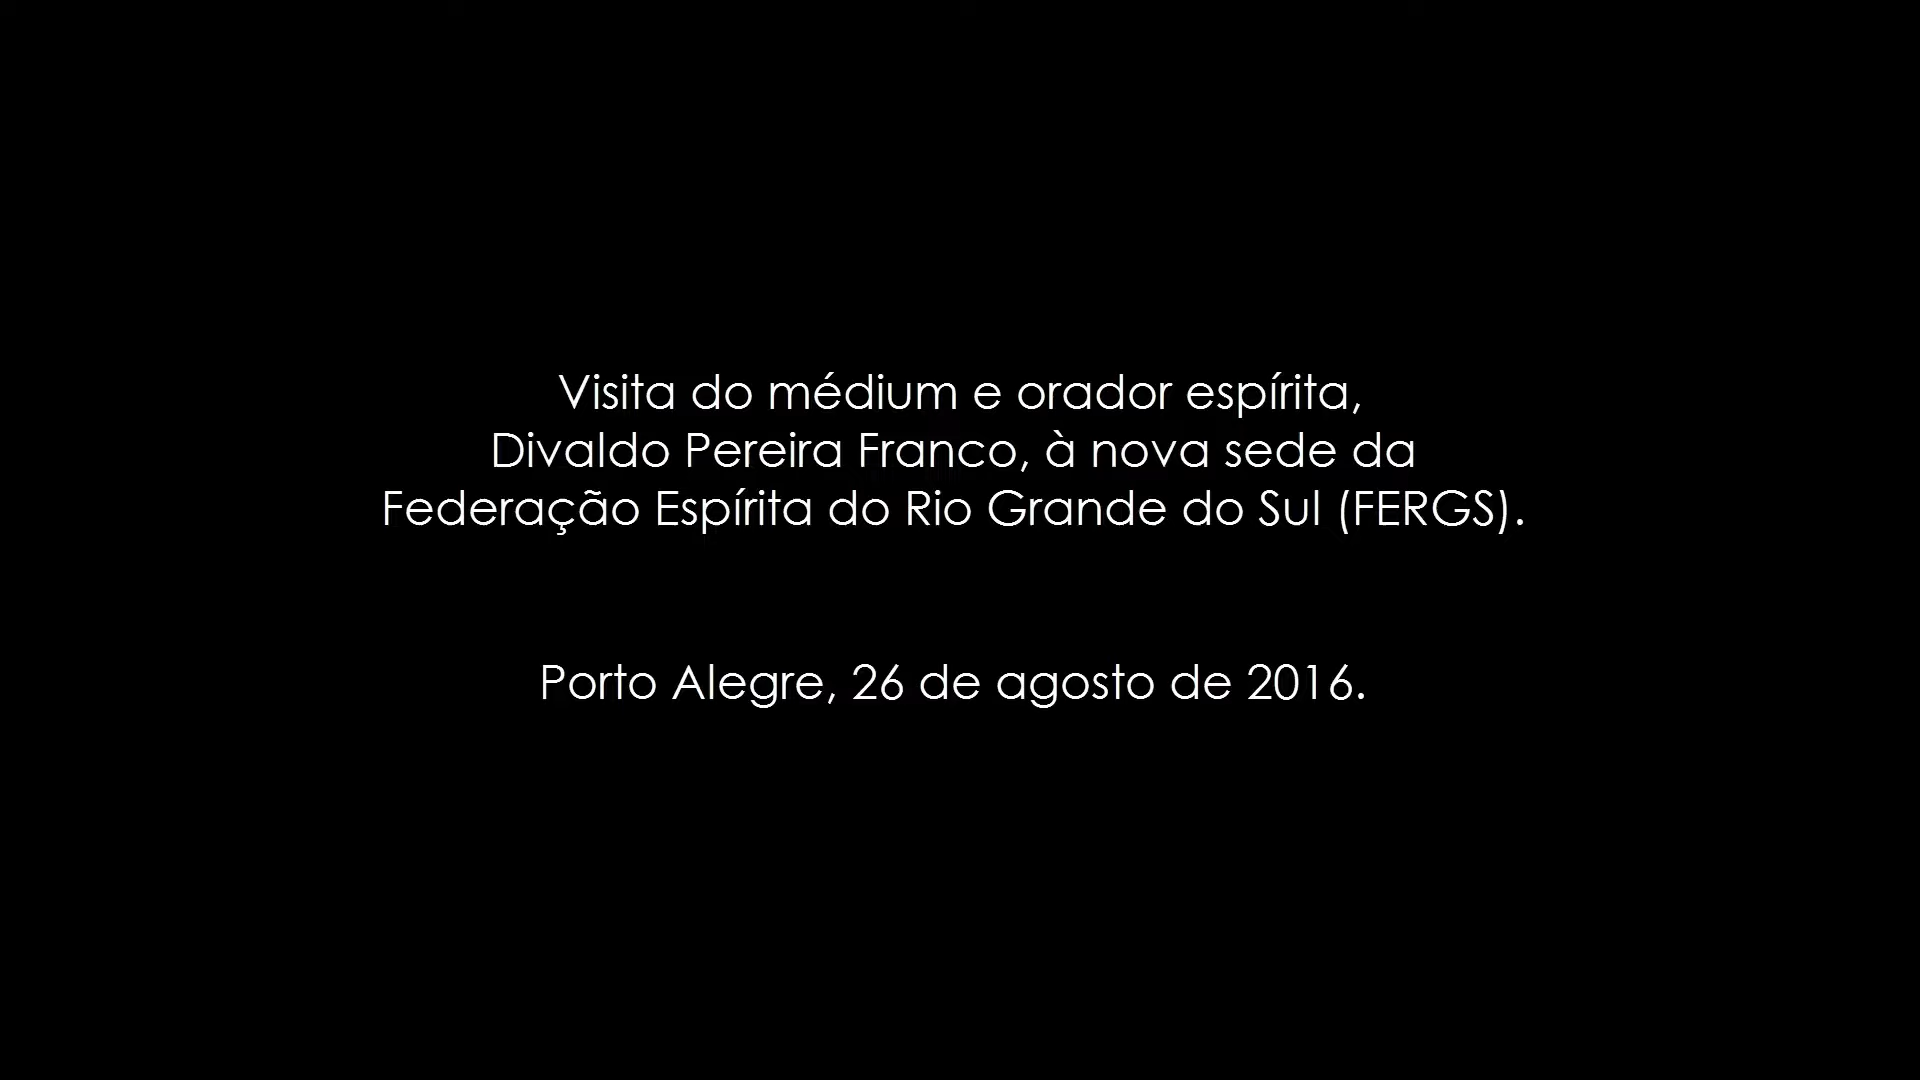 Visita do médium e orador espírita,
Divaldo Pereira Franco, à nova sede da
Federação Espírita do Rio Grande do Sul (FERGS).
Porto Alegre, 26 de agosto de 2016.